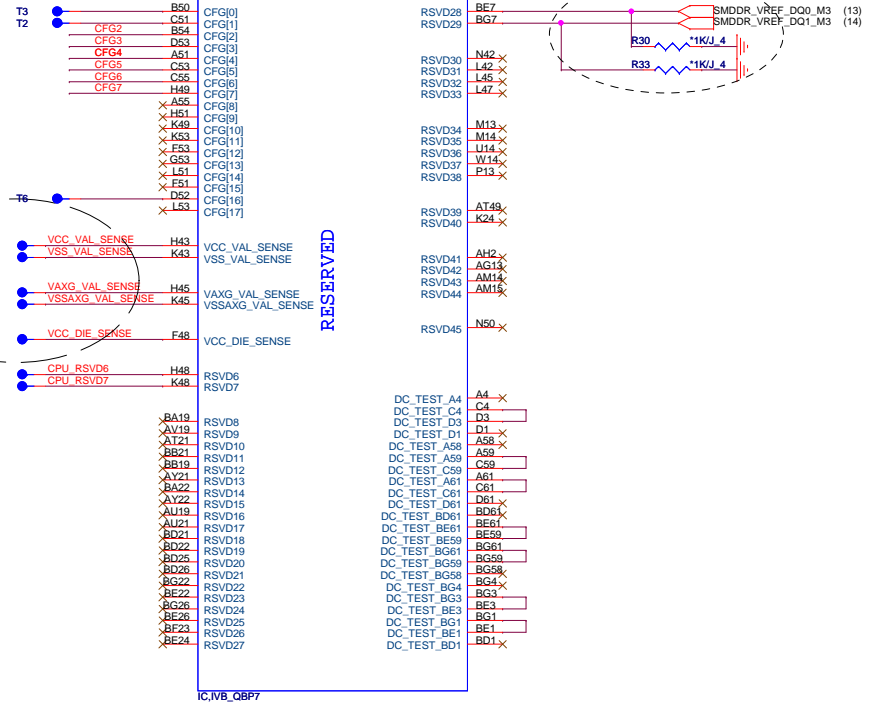 T3 B50 CFG[0] RSVD28 BE7 SMDDR_VREF_DQ0_M3 (13)
T2 C51 CFG[1] RSVD29 BG7 SMDDR_VREF_DQ1_M3 (14)
CFG2 B54 CFG[2]
CFG3 D53 CFG[3] R30 *1K/J_4
CFG4 A51 CFG[4] RSVD30 N42
CFG5 C53 CFG[5] RSVD31 L42 R33 *1K/J_4
CFG6 C55 CFG[6] RSVD32 L45
CFG7 H49 CFG[7] RSVD33 L47
A55 CFG[8]
H51 CFG[9]
K49 CFG[10] RSVD34 M13
K53 CFG[11] RSVD35 M14
F53 CFG[12] RSVD36 U14
G53 CFG[13] RSVD37 W14
L51 CFG[14] RSVD38 P13
F51 CFG[15]
T6 D52 CFG[16]
L53 CFG[17] RSVD39 AT49
RSVD40 K24
VCC_VAL_SENSE H43 VCC_VAL_SENSE
VSS_VAL_SENSE K43 VSS_VAL_SENSE RSVD41 AH2
RSVD42 AG13
RSVD43 AM14
VAXG_VAL_SENSE H45 VAXG_VAL_SENSE RSVD44 AM15
VSSAXG_VAL_SENSE K45 VSSAXG_VAL_SENSE
RESERVED
RSVD45 N50
VCC_DIE_SENSE F48 VCC_DIE_SENSE
CPU_RSVD6 H48 RSVD6
CPU_RSVD7 K48 RSVD7
DC_TEST_A4 A4
DC_TEST_C4 C4
BA19 RSVD8 DC_TEST_D3 D3
AV19 RSVD9 DC_TEST_D1 D1
AT21 RSVD10 DC_TEST_A58 A58
BB21 RSVD11 DC_TEST_A59 A59
BB19 RSVD12 DC_TEST_C59 C59
AY21 RSVD13 DC_TEST_A61 A61
BA22 RSVD14 DC_TEST_C61 C61
AY22 RSVD15 DC_TEST_D61 D61
AU19 RSVD16 DC_TEST_BD61 BD61
AU21 RSVD17 DC_TEST_BE61 BE61
BD21 RSVD18 DC_TEST_BE59 BE59
BD22 RSVD19 DC_TEST_BG61 BG61
BD25 RSVD20 DC_TEST_BG59 BG59
BD26 RSVD21 DC_TEST_BG58 BG58
BG22 RSVD22 DC_TEST_BG4 BG4
BE22 RSVD23 DC_TEST_BG3 BG3
BG26 RSVD24 DC_TEST_BE3 BE3
BE26 RSVD25 DC_TEST_BG1 BG1
BF23 RSVD26 DC_TEST_BE1 BE1
BE24 RSVD27 DC_TEST_BD1 BD1
IC,IVB_QBP7